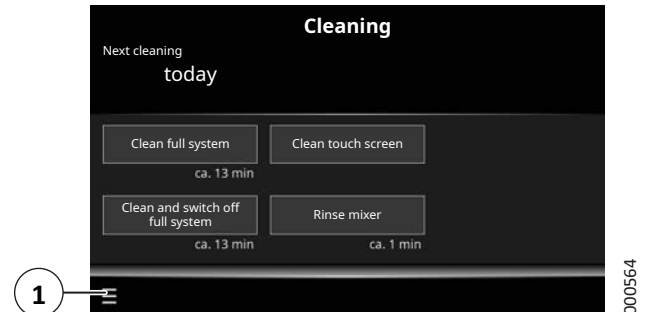 Cleaning
Next cleaning
today
Clean full system
Clean touch screen
ca. 13 min
Clean and switch off
full system
Rinse mixer
ca. 13 min
ca. 1 min
1
000564